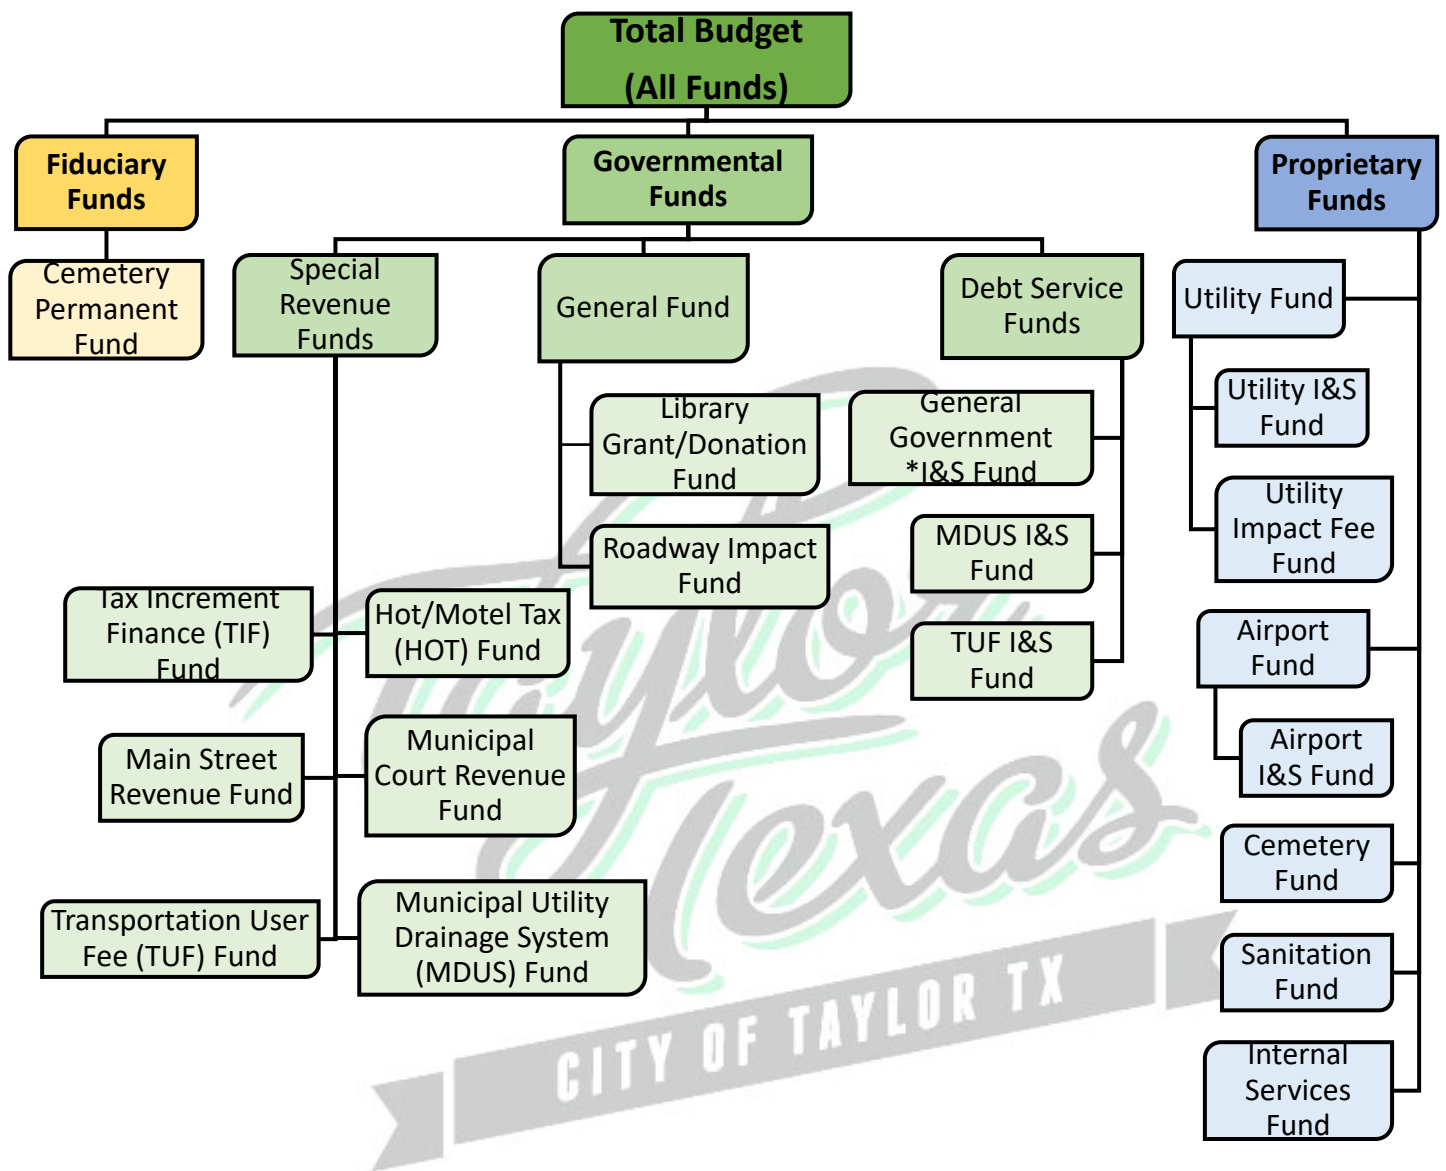 Total Budget
(All Funds)
Fiduciary
Funds
Governmental
Funds
Proprietary
Funds
Cemetery
Permanent
Fund
Special
Revenue
Funds
General Fund
Debt Service
Funds
Utility Fund
Library
Grant/Donation
Fund
Roadway Impact
Fund
General
Government
*I&S Fund
MDUS I&S
Fund
TUF I&S
Fund
Utility I&S
Fund
Utility
Impact Fee
Fund
Tax Increment
Finance (TIF)
Fund
Hot/Motel Tax
(HOT) Fund
Main Street
Revenue Fund
Municipal
Court Revenue
Fund
Transportation User
Fee (TUF) Fund
Municipal Utility
Drainage System
(MDUS) Fund
Airport
Fund
Airport
I&S Fund
Cemetery
Fund
Sanitation
Fund
Internal
Services
Fund
Taylor
Texas
CITY OF TAYLOR TX